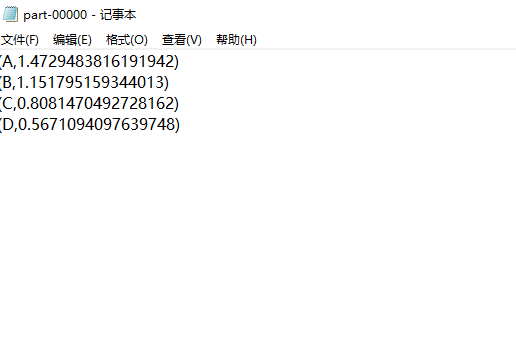 part-00000 - 记事本
文件(F) 编辑(E) 格式(O) 查看(V) 帮助(H)
(A,1.4729483816191942)
(B,1.151795159344013)
(C,0.8081470492728162)
(D,0.5671094097639748)